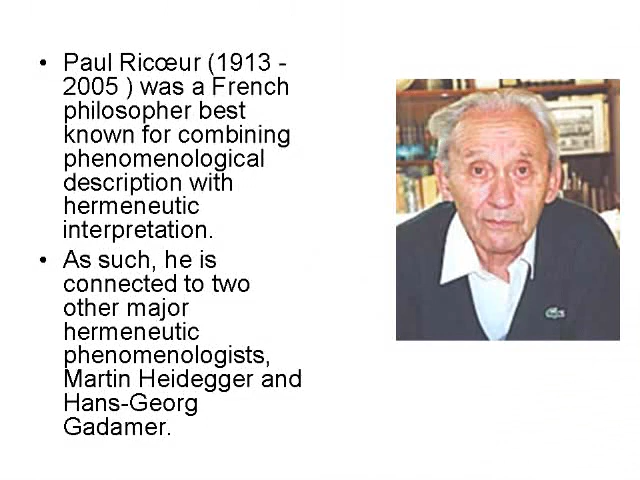 • Paul Ricœur (1913 -
2005 ) was a French
philosopher best
known for combining
phenomenological
description with
hermeneutic
interpretation.
• As such, he is
connected to two
other major
hermeneutic
phenomenologists,
Martin Heidegger and
Hans-Georg
Gadamer.